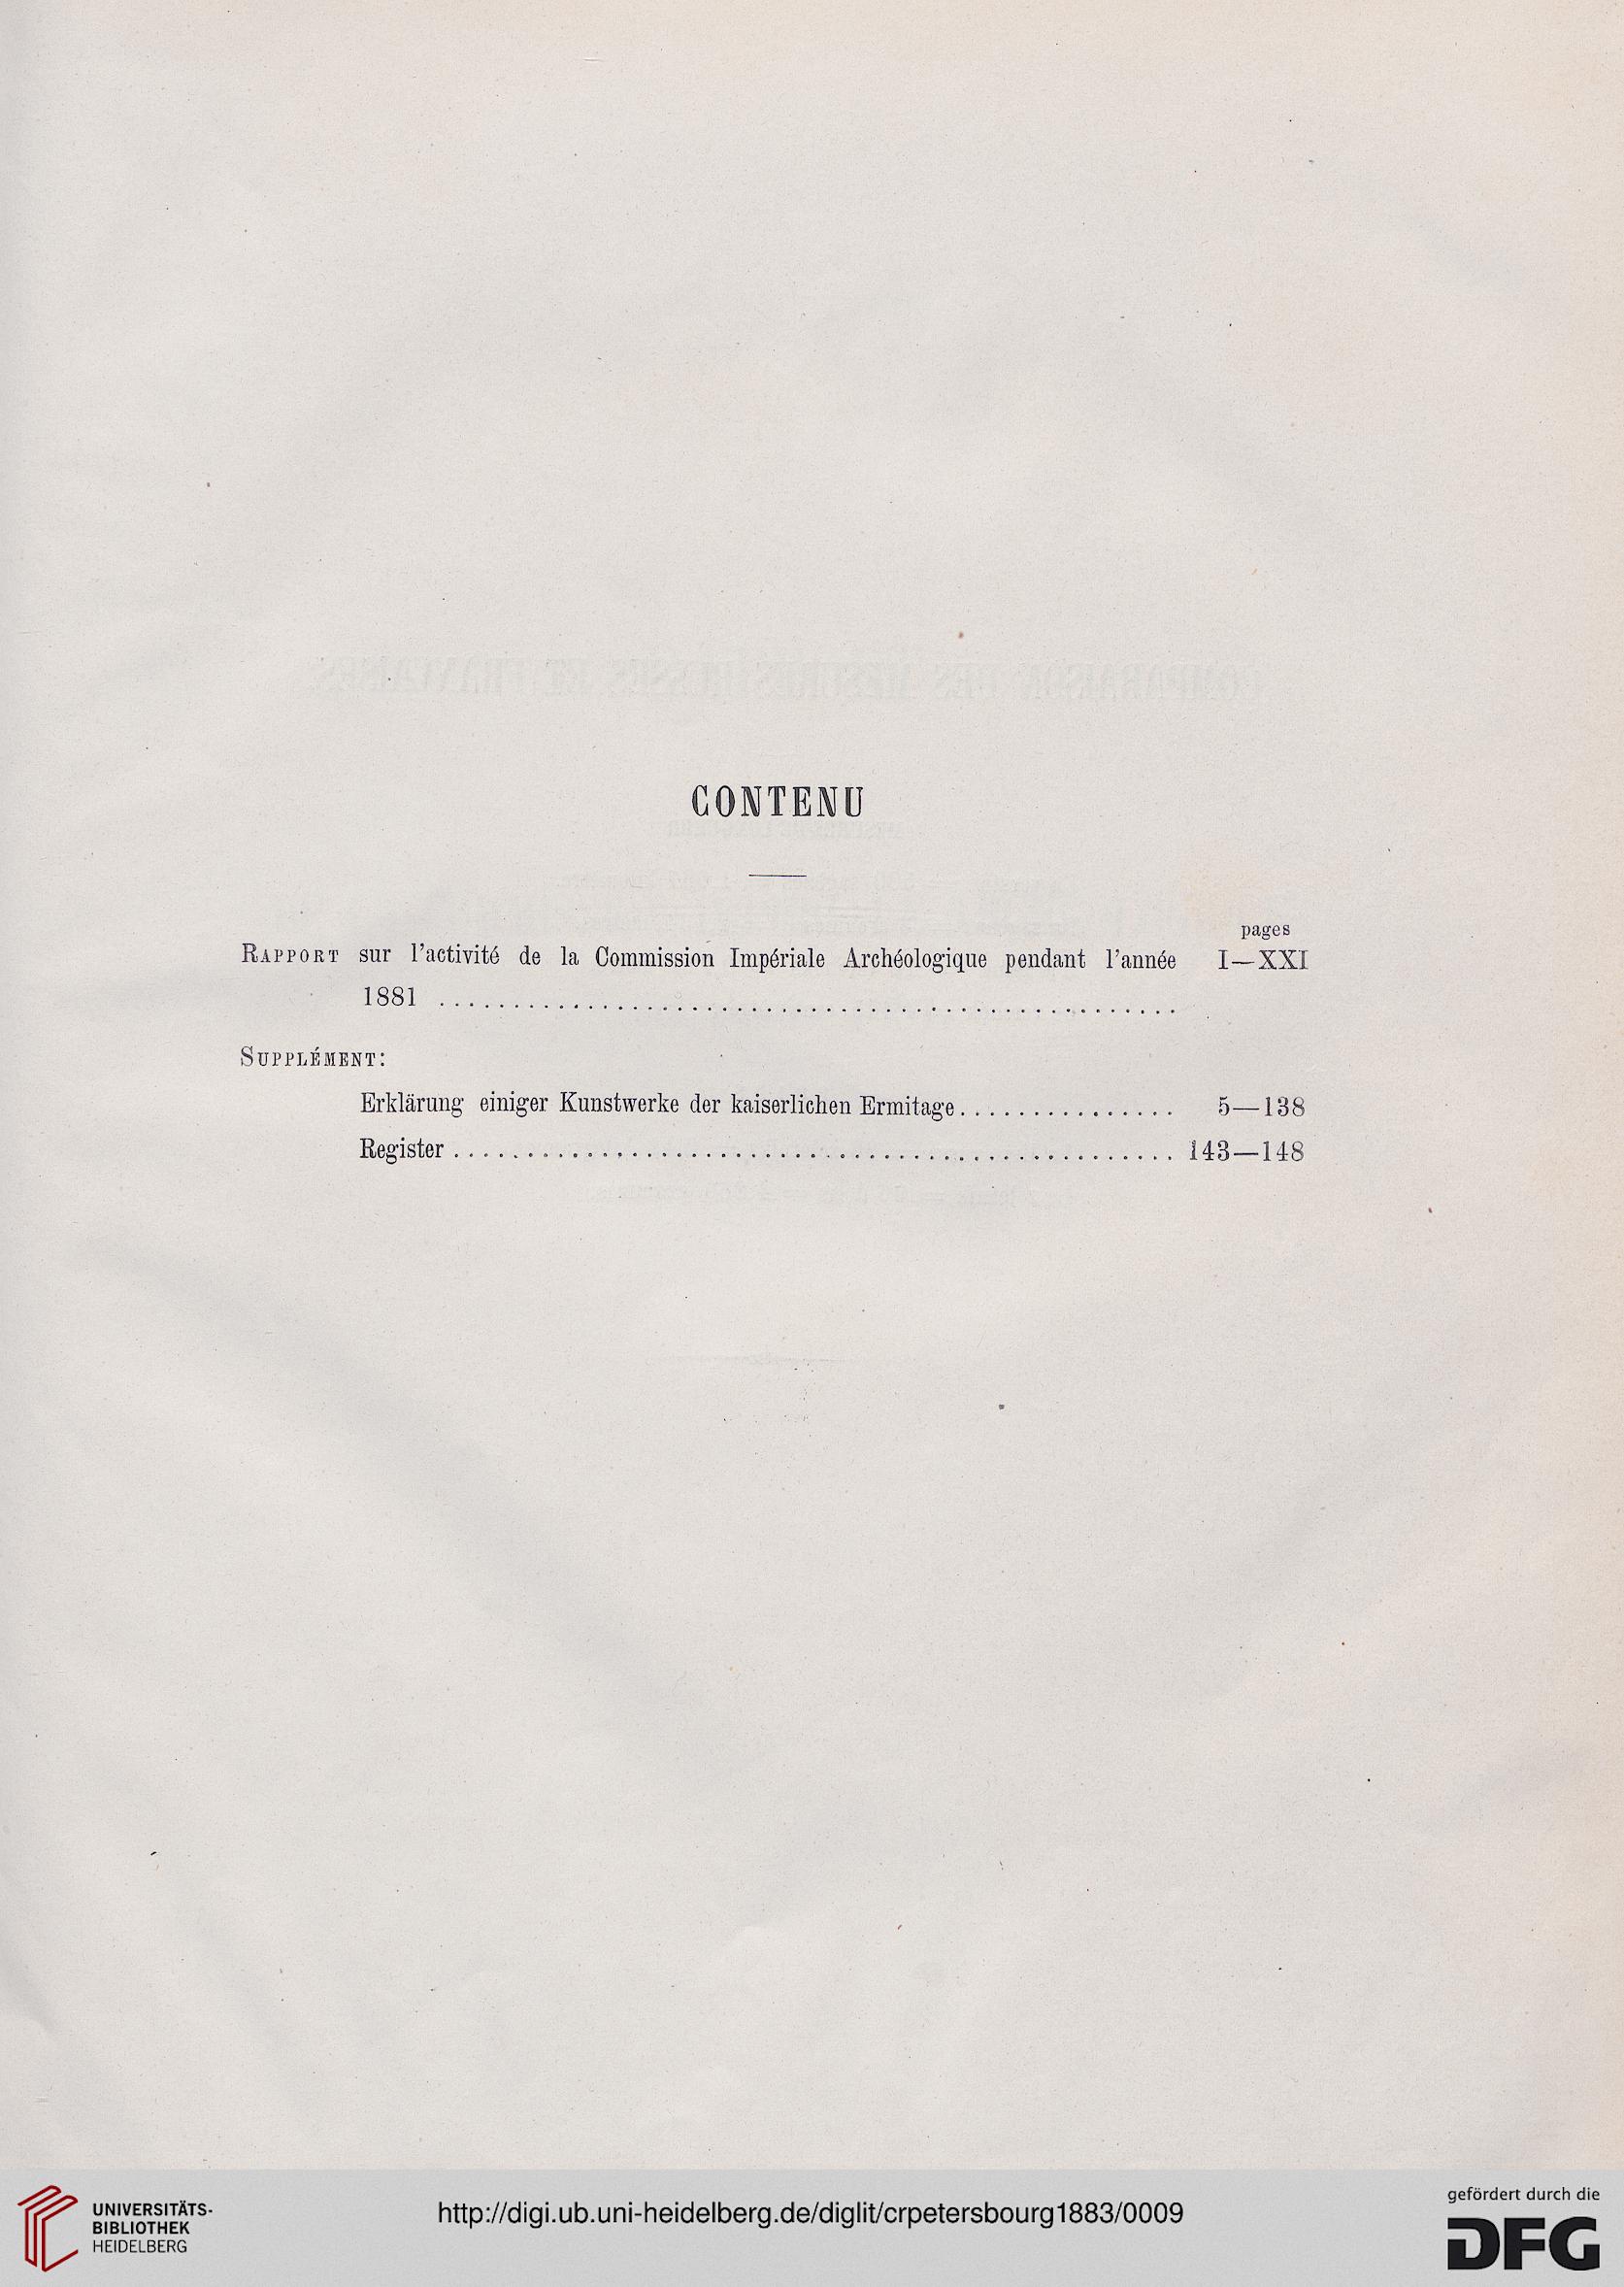 CONTENU
pages
RAPPORT sur l'activité de la Commission Impériale Archéologique pendant l'année I—XXI
1881 ..................................................
SUPPLÉMENT:
Erklärung einiger Kunstwerke der kaiserlichen Ermitage............... 5—138
Register ................................................. 143—148
UNIVERSITÄTS-
BIBLIOTHEK
HEIDELBERG
http://digi.ub.uni-heidelberg.de/diglit/crpetersbourg1883/0009
gefördert durch die
DFG